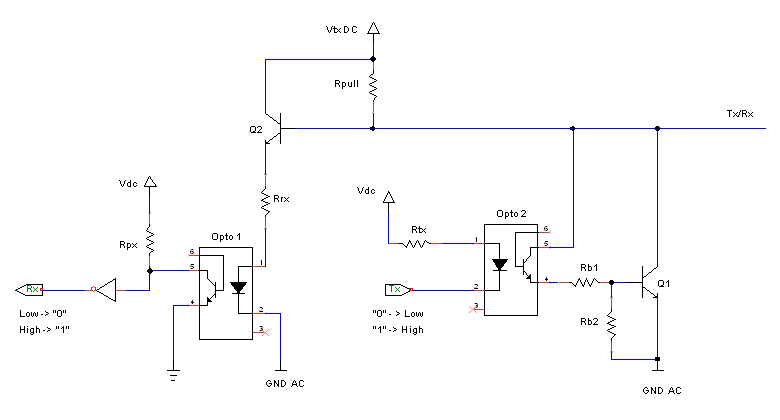 VtxDC
Rpull
Tx/Rx
Q2
Vdc
Rrx
Vdc
Opto 1
Opto 2
Rtx
Rpx
6
5
4
1
2
3
1
2
3
6
5
4
Rb1
Q1
Rx
Tx
Low -> "0"
High -> "1"
"0" - > Low
"1" -> High
Rb2
GND AC
GND AC